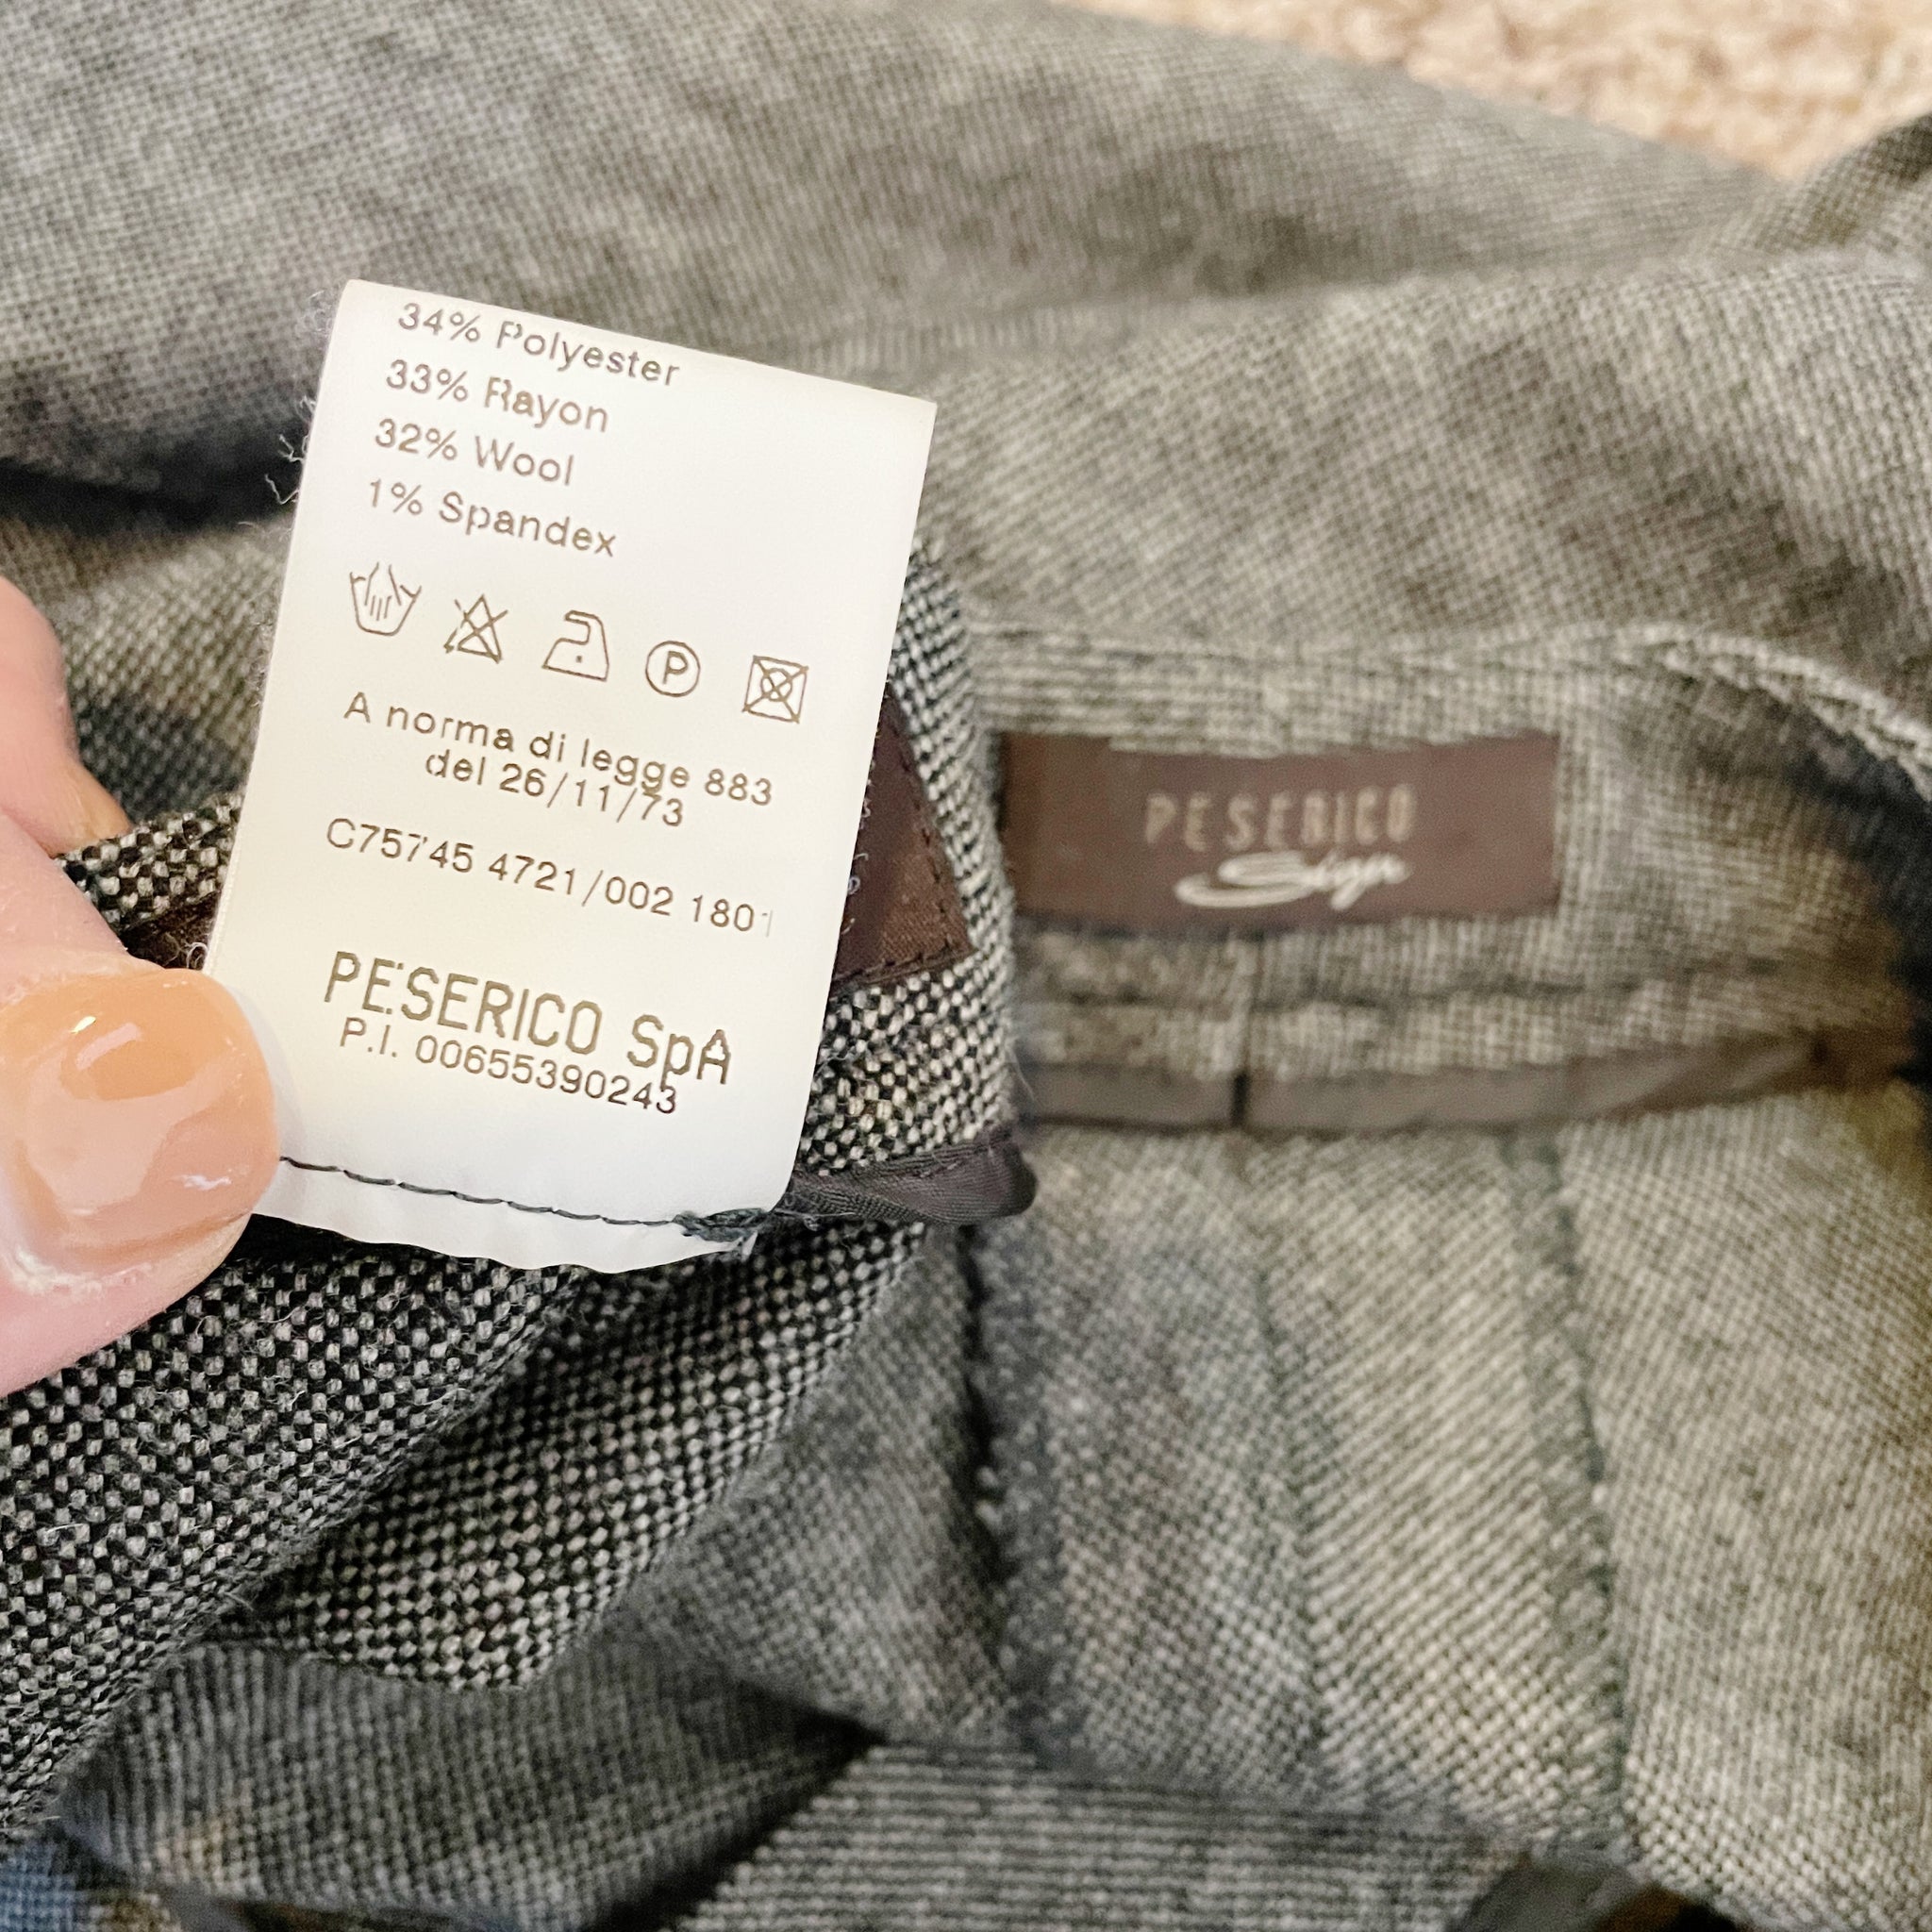 34% Polyester
33% Rayon
32% Wool
1% Spandex
P
A norma di legge 883
del 26/11/73
C75745 4721/002 1801
PESERICO SpA
P.I. 00655390243
PESERICO
Sign